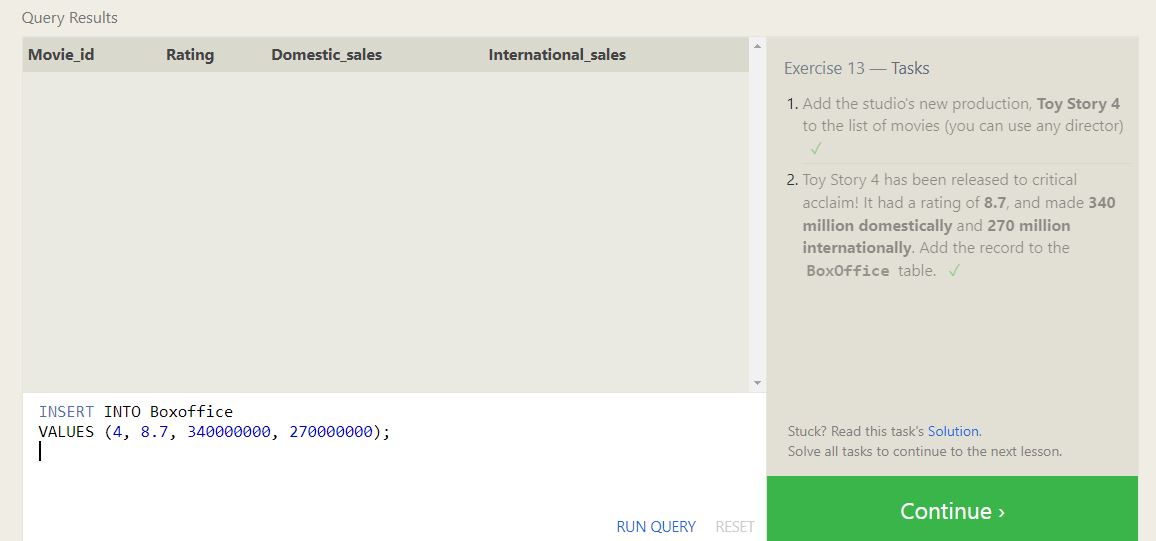 Query Results
Movie_id Rating Domestic_sales International_sales
Exercise 13 — Tasks
1. Add the studio's new production, Toy Story 4
to the list of movies (you can use any director)
✓
2. Toy Story 4 has been released to critical
acclaim! It had a rating of 8.7, and made 340
million domestically and 270 million
internationally. Add the record to the
BoxOffice table. ✓
INSERT INTO Boxoffice
VALUES (4, 8.7, 340000000, 270000000);
RUN QUERY RESET
Stuck? Read this task's Solution.
Solve all tasks to continue to the next lesson.
Continue ›